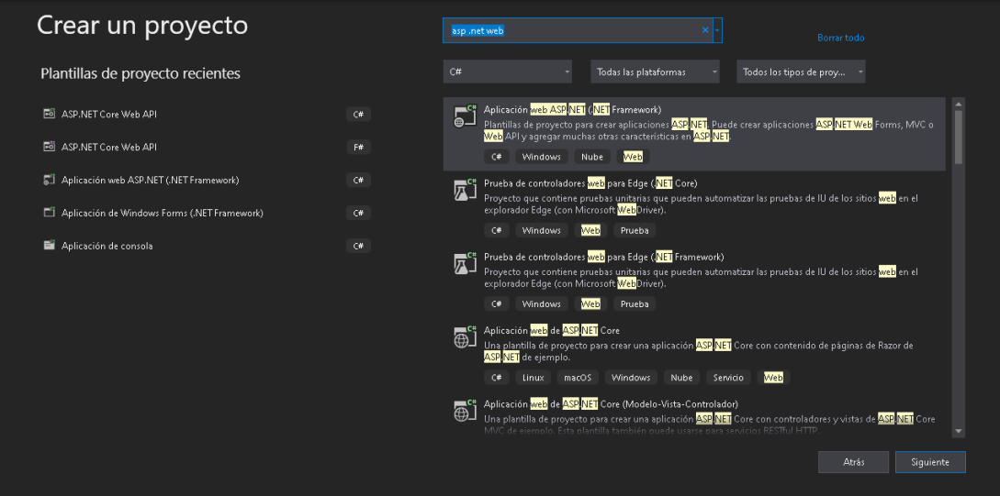 Crear un proyecto
asp .net web
Borrar todo
Plantillas de proyecto recientes
C#
Todas las plataformas
Todos los tipos de proy...
ASP.NET Core Web API
C#
ASP.NET Core Web API
F#
Aplicación web ASP.NET (.NET Framework)
C#
Aplicación de Windows Forms (.NET Framework)
C#
Aplicación de consola
C#
C#
Aplicación web ASP.NET (.NET Framework)
Plantillas de proyecto para crear aplicaciones ASP.NET. Puede crear aplicaciones ASP.NET Web Forms, MVC o
Web API y agregar muchas otras características en ASP.NET.
C# Windows Nube Web
C#
Prueba de controladores web para Edge (.NET Core)
Proyecto que contiene pruebas unitarias que pueden automatizar las pruebas de IU de los sitios web en el
explorador Edge (con Microsoft WebDriver).
C# Windows Web Prueba
C#
Prueba de controladores web para Edge (.NET Framework)
Proyecto que contiene pruebas unitarias que pueden automatizar las pruebas de IU de los sitios web en el
explorador Edge (con Microsoft WebDriver).
C# Windows Web Prueba
C#
Aplicación web de ASP.NET Core
Una plantilla de proyecto para crear una aplicación ASP.NET Core con contenido de páginas de Razor de
ASP.NET de ejemplo.
C# Linux macOS Windows Nube Servicio Web
C#
Aplicación web de ASP.NET Core (Modelo-Vista-Controlador)
Una plantilla de proyecto para crear una aplicación ASP.NET Core con controladores y vistas de ASP.NET Core
MVC de ejemplo. Esta plantilla también puede usarse para servicios RESTful HTTP.
Atrás
Siguiente